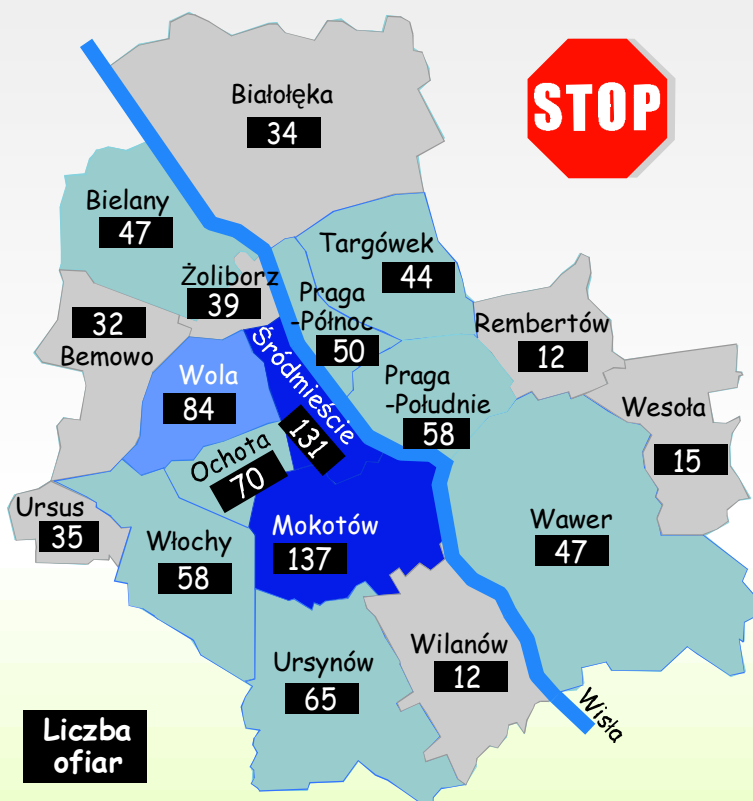 STOP
Białołęka
34
Bielany
47
Targówek
44
Żoliborz
39
Praga
-Północ
50
32
Bemowo
Rembertów
12
Śródmieście
131
Wola
84
Praga
-Południe
58
Wesoła
15
Ochota
70
Ursus
35
Włochy
58
Mokotów
137
Wawer
47
Ursynów
65
Wilanów
12
Wisła
Liczba
ofiar